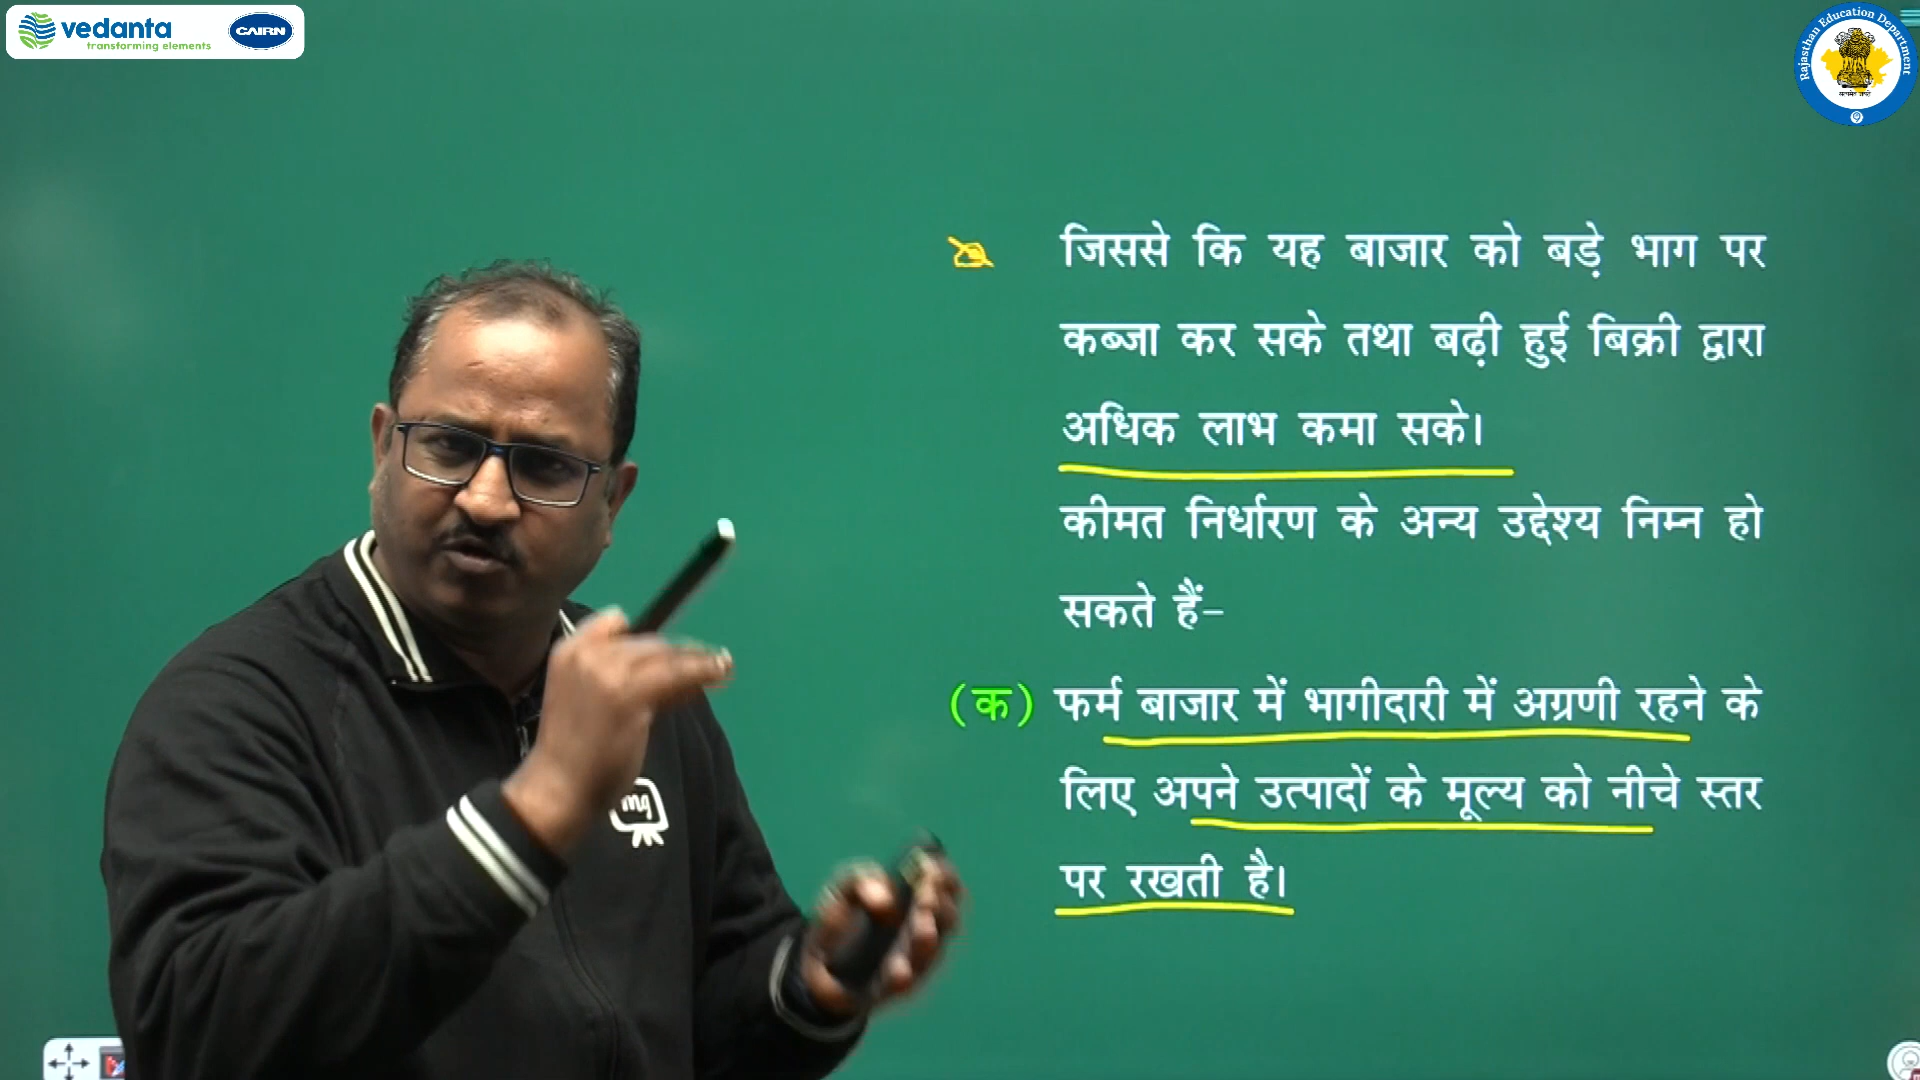 vedanta
transforming elements
CAIRN
Rajasthan Education Department
जिससे कि यह बाजार को बड़े भाग पर
कब्जा कर सके तथा बढ़ी हुई बिक्री द्वारा
अधिक लाभ कमा सके।
कीमत निर्धारण के अन्य उद्देश्य निम्न हो
सकते हैं–
(क) फर्म बाजार में भागीदारी में अग्रणी रहने के
लिए अपने उत्पादों के मूल्य को नीचे स्तर
पर रखती है।
mg